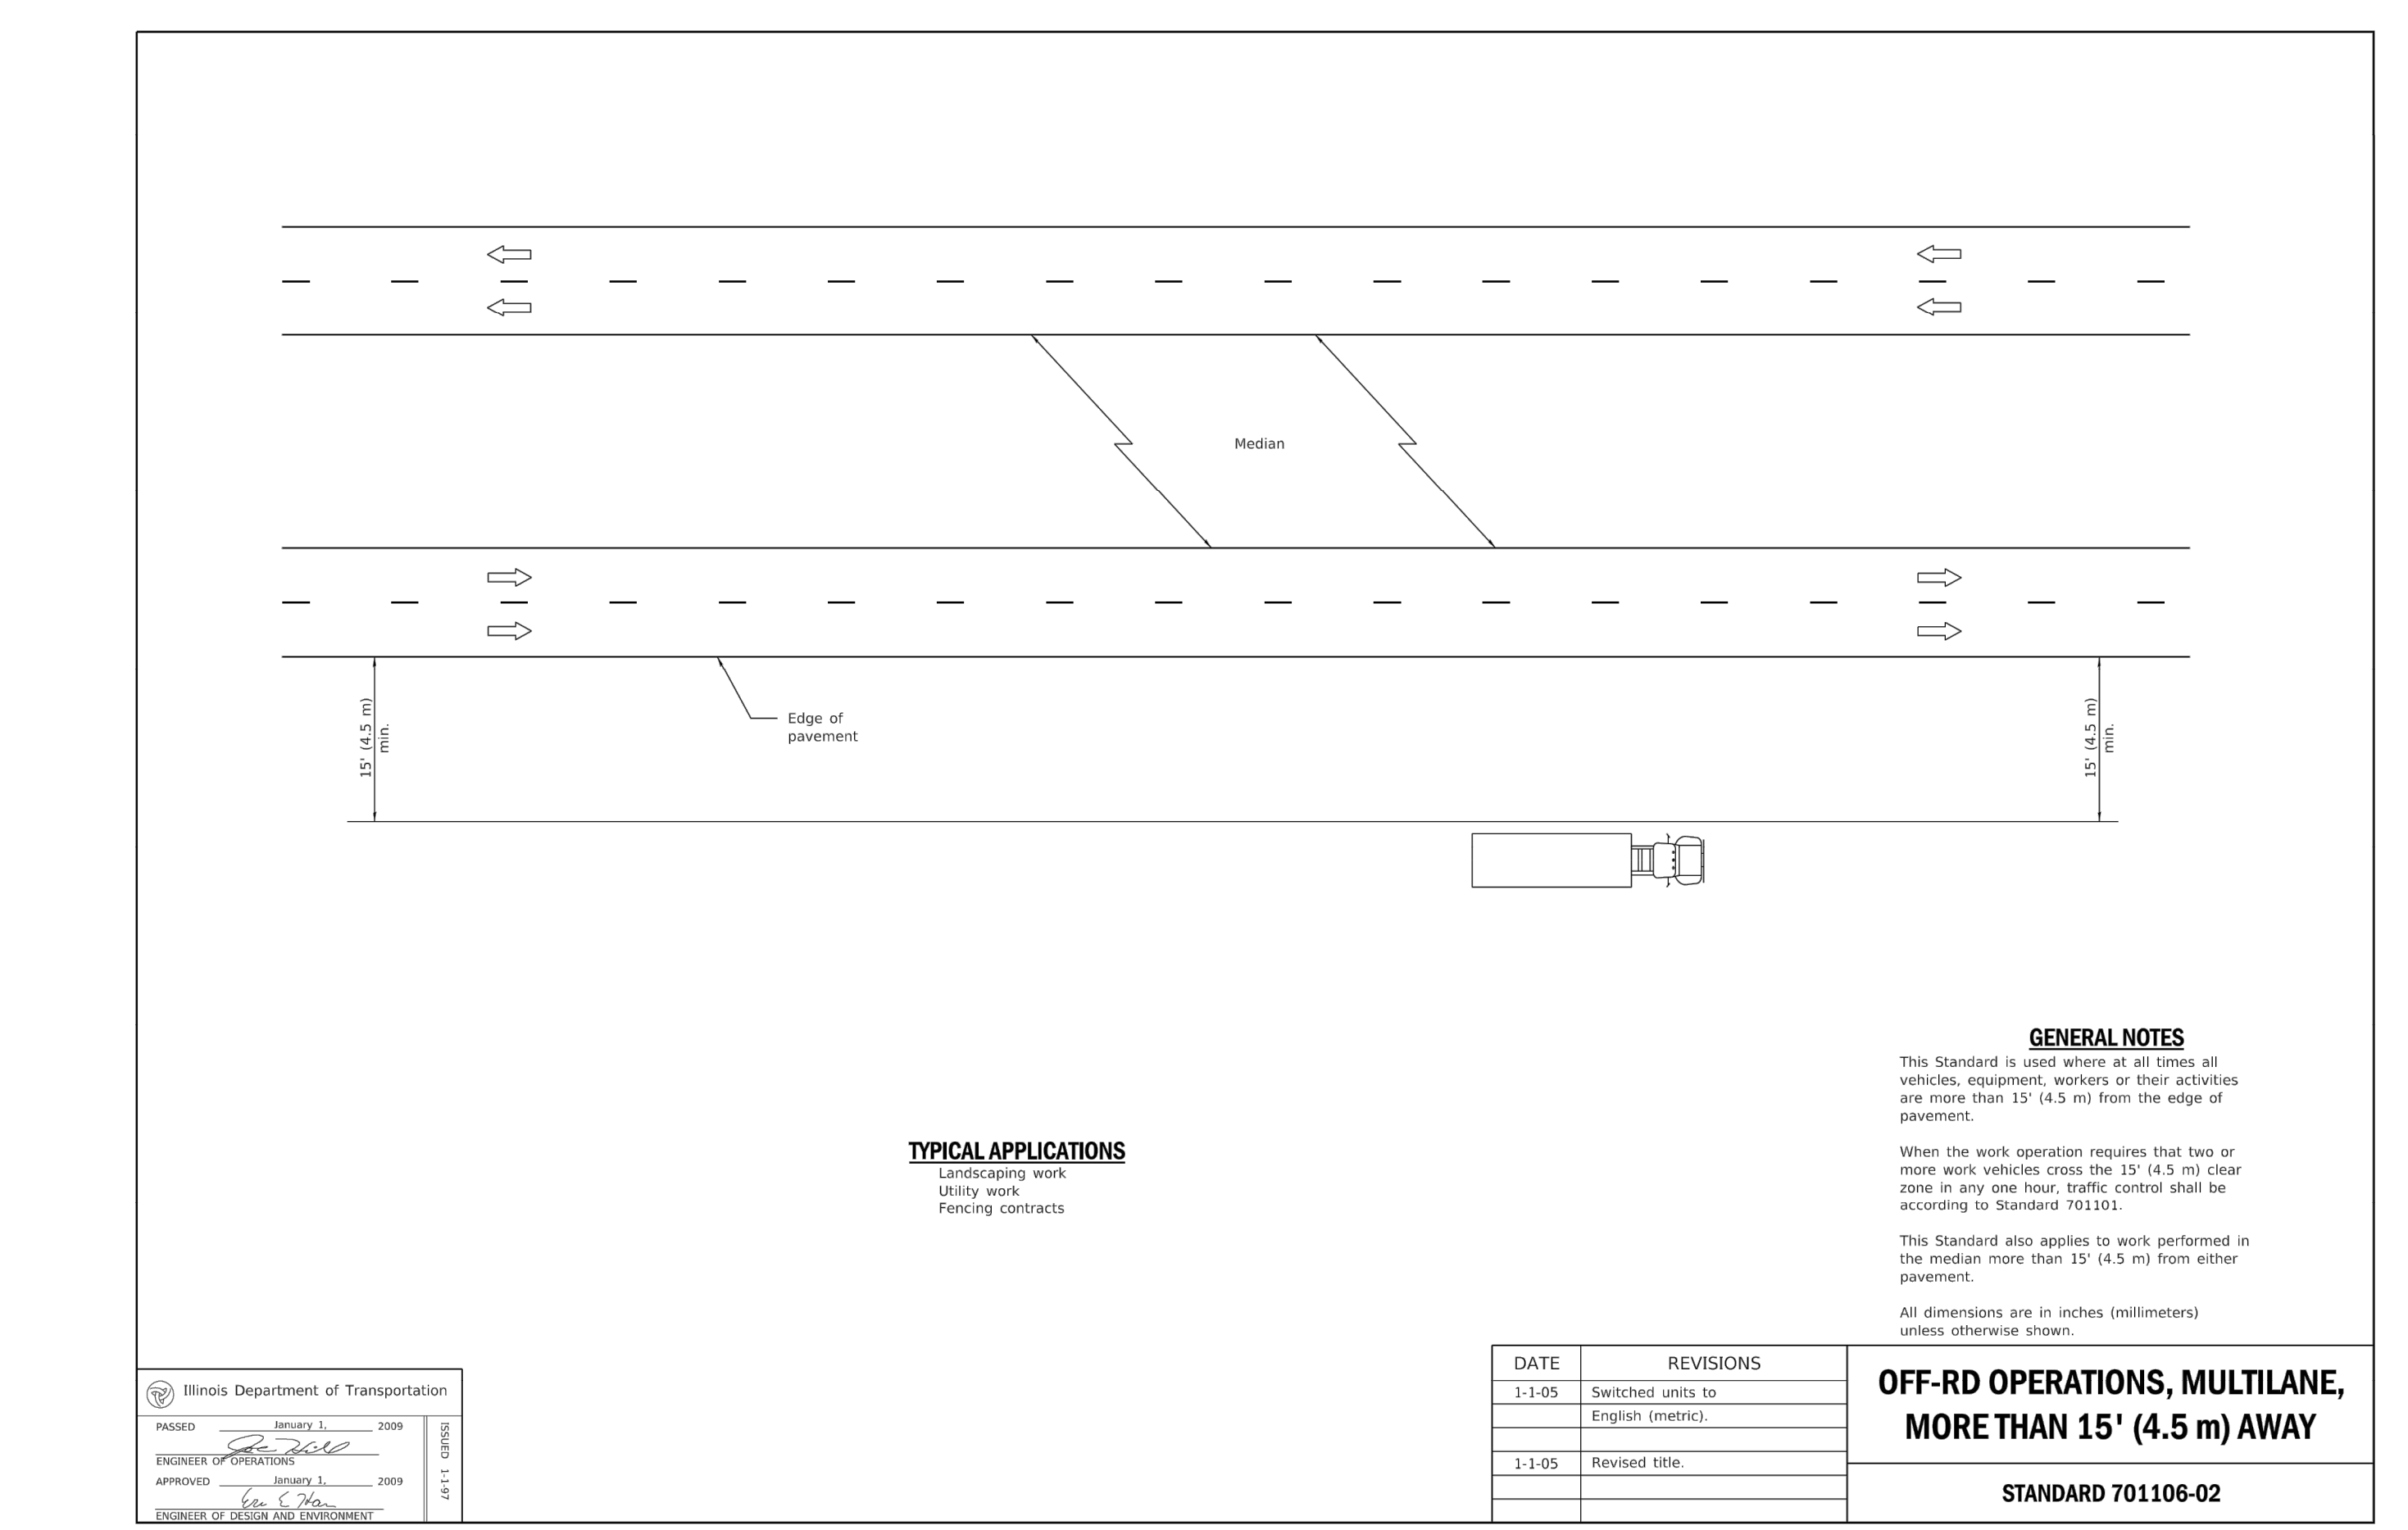 Median
Edge of
pavement
15' (4.5 m)
min.
15' (4.5 m)
min.
GENERAL NOTES
This Standard is used where at all times all
vehicles, equipment, workers or their activities
are more than 15' (4.5 m) from the edge of
pavement.
When the work operation requires that two or
more work vehicles cross the 15' (4.5 m) clear
zone in any one hour, traffic control shall be
according to Standard 701101.
This Standard also applies to work performed in
the median more than 15' (4.5 m) from either
pavement.
All dimensions are in inches (millimeters)
unless otherwise shown.
TYPICAL APPLICATIONS
Landscaping work
Utility work
Fencing contracts
Illinois Department of Transportation
PASSED January 1, 2009
ENGINEER OF OPERATIONS
APPROVED January 1, 2009
ENGINEER OF DESIGN AND ENVIRONMENT
ISSUED 1-1-97
DATE REVISIONS
1-1-05 Switched units to
English (metric).
1-1-05 Revised title.
OFF-RD OPERATIONS, MULTILANE,
MORE THAN 15' (4.5 m) AWAY
STANDARD 701106-02